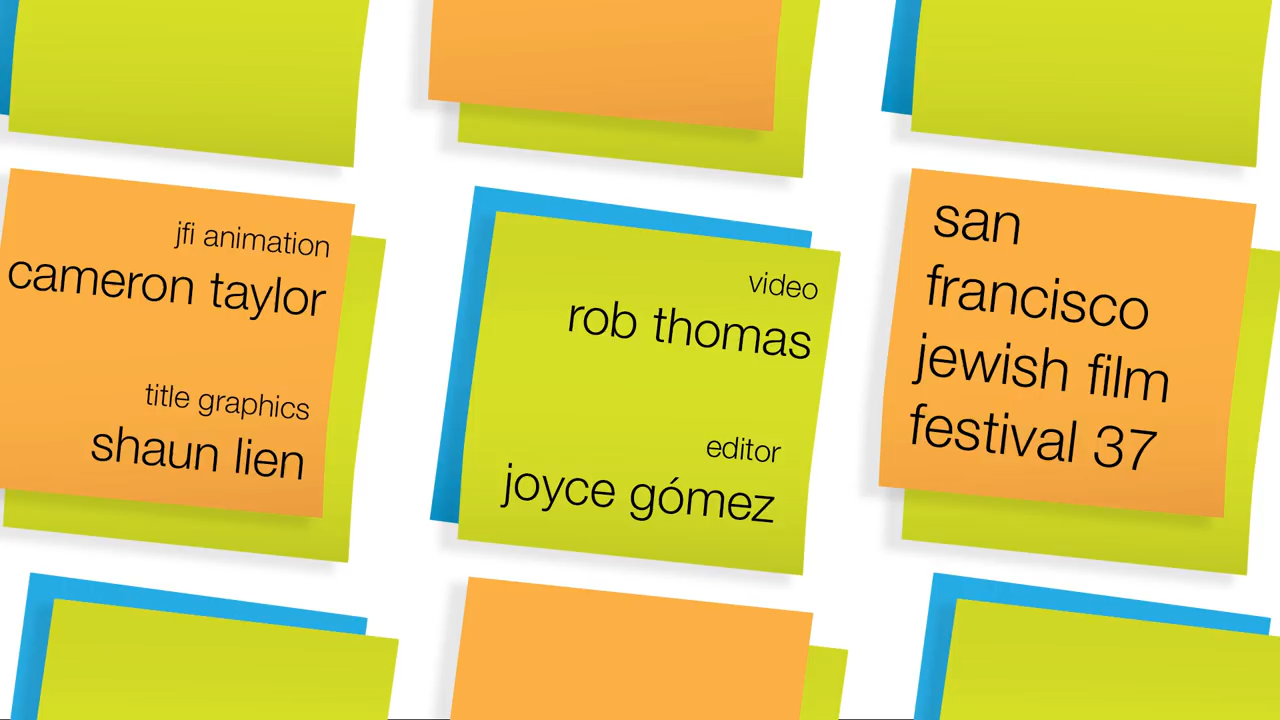 jfi animation
cameron taylor
title graphics
shaun lien
video
rob thomas
editor
joyce gómez
san
francisco
jewish film
festival 37